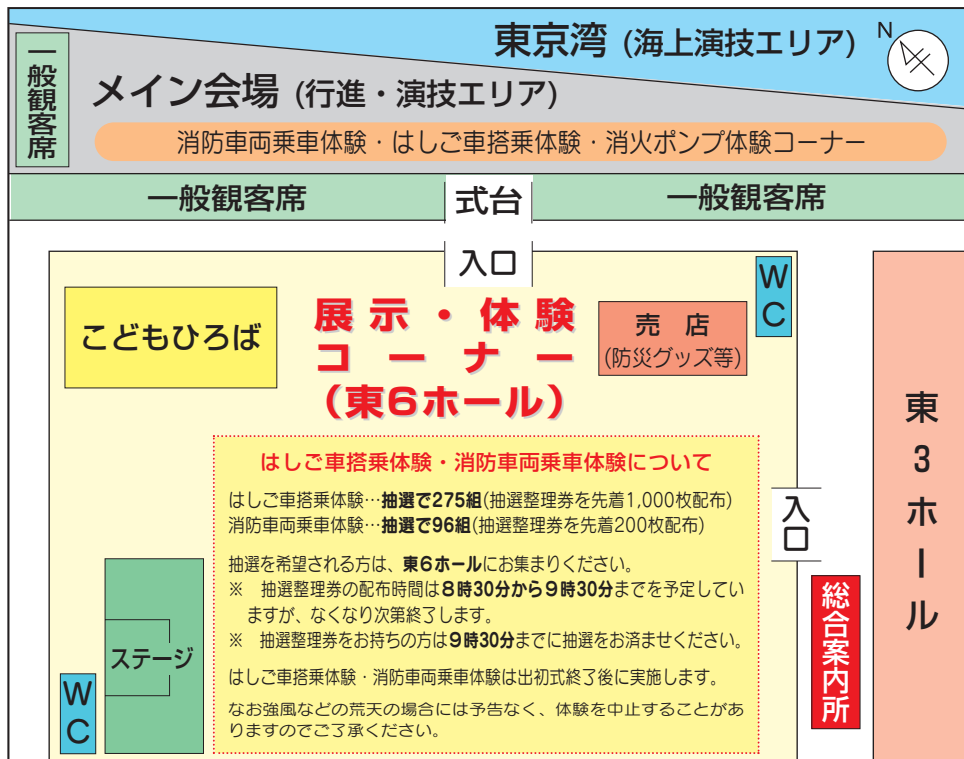 東京湾 (海上演技エリア)
N
一般観客席
メイン会場 (行進・演技エリア)
消防車両乗車体験・はしご車搭乗体験・消火ポンプ体験コーナー
一般観客席
式台
一般観客席
入口
WC
こどもひろば
展示・体験
コーナー
(東6ホール)
売店
(防災グッズ等)
東3ホール
はしご車搭乗体験・消防車両乗車体験について
はしご車搭乗体験…抽選で275組(抽選整理券を先着1,000枚配布)
消防車両乗車体験…抽選で96組(抽選整理券を先着200枚配布)
抽選を希望される方は、東6ホールにお集まりください。
※ 抽選整理券の配布時間は8時30分から9時30分までを予定してい
ますが、なくなり次第終了します。
※ 抽選整理券をお持ちの方は9時30分までに抽選をお済ませください。
はしご車搭乗体験・消防車両乗車体験は出初式終了後に実施します。
なお強風などの荒天の場合には予告なく、体験を中止することがあ
りますのでご了承ください。
入口
総合案内所
ステージ
WC